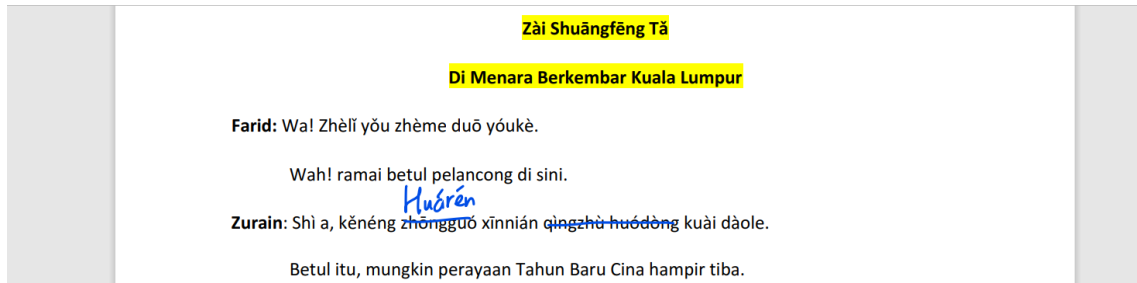 Zài Shuāngfēng Tǎ
Di Menara Berkembar Kuala Lumpur
Farid: Wa! Zhèlǐ yǒu zhème duō yóukè.
Wah! ramai betul pelancong di sini.
Huárén
Zurain: Shì a, kěnéng zhōngguó xīnnián qìngzhù huódòng kuài dàole.
Betul itu, mungkin perayaan Tahun Baru Cina hampir tiba.